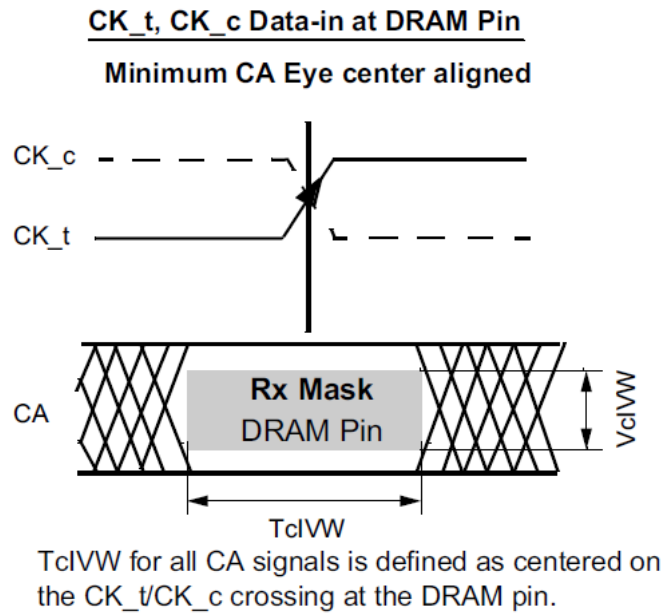 CK_t, CK_c Data-in at DRAM Pin
Minimum CA Eye center aligned
CK_c
CK_t
CA
Rx Mask
DRAM Pin
VcIVW
TcIVW
TcIVW for all CA signals is defined as centered on
the CK_t/CK_c crossing at the DRAM pin.